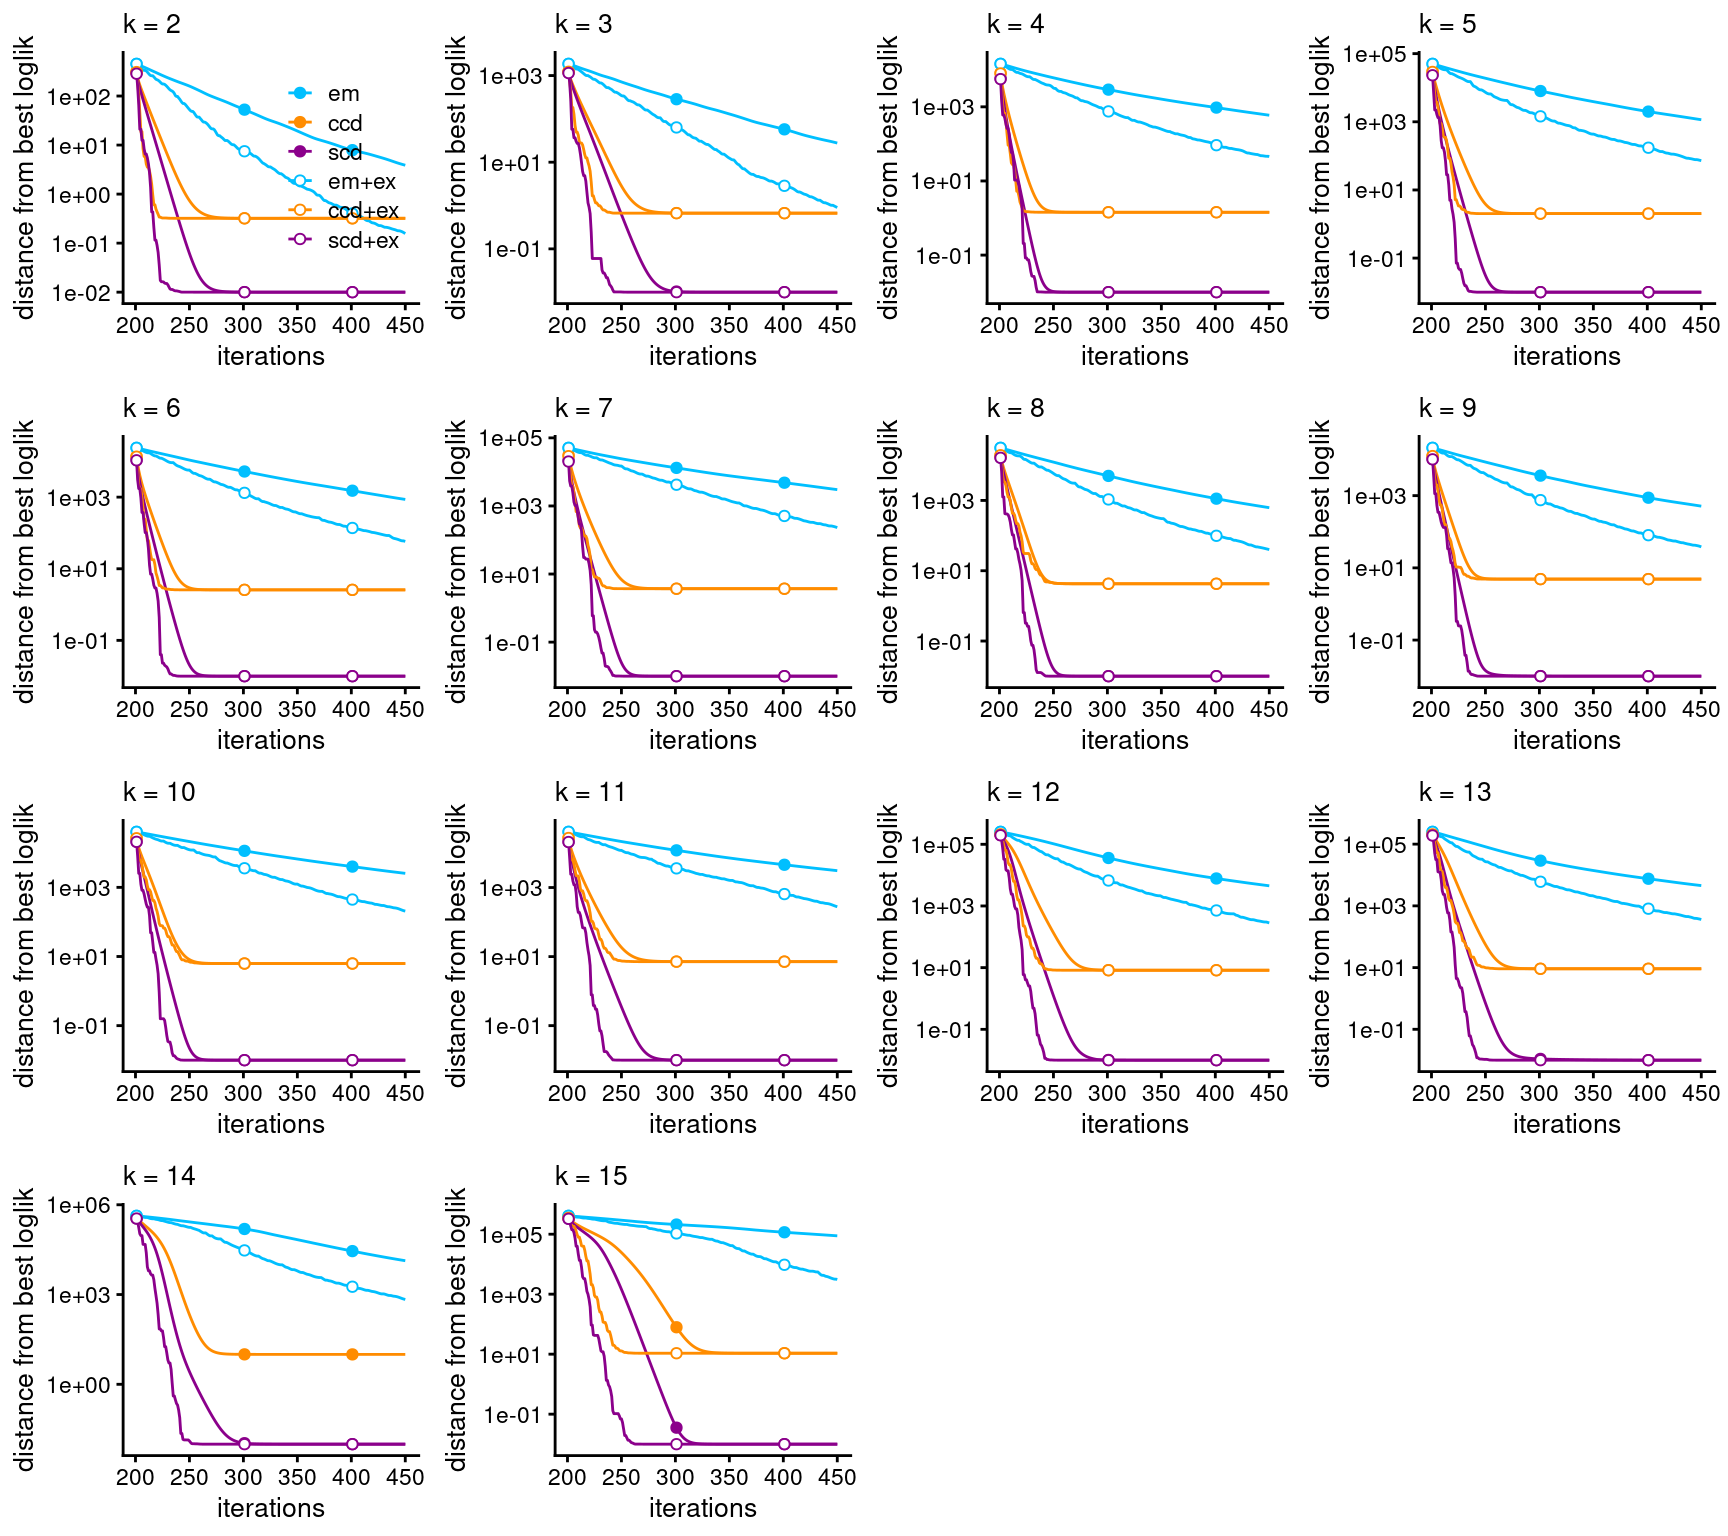 k = 2
distance from best loglik
1e+02
1e+01
1e+00
1e-01
1e-02
200 250 300 350 400 450
iterations
em
ccd
scd
em+ex
ccd+ex
scd+ex
k = 3
distance from best loglik
1e+03
1e+01
1e-01
200 250 300 350 400 450
iterations
k = 4
distance from best loglik
1e+03
1e+01
1e-01
200 250 300 350 400 450
iterations
k = 5
distance from best loglik
1e+05
1e+03
1e+01
1e-01
200 250 300 350 400 450
iterations
k = 6
distance from best loglik
1e+03
1e+01
1e-01
200 250 300 350 400 450
iterations
k = 7
distance from best loglik
1e+05
1e+03
1e+01
1e-01
200 250 300 350 400 450
iterations
k = 8
distance from best loglik
1e+03
1e+01
1e-01
200 250 300 350 400 450
iterations
k = 9
distance from best loglik
1e+03
1e+01
1e-01
200 250 300 350 400 450
iterations
k = 10
distance from best loglik
1e+03
1e+01
1e-01
200 250 300 350 400 450
iterations
k = 11
distance from best loglik
1e+03
1e+01
1e-01
200 250 300 350 400 450
iterations
k = 12
distance from best loglik
1e+05
1e+03
1e+01
1e-01
200 250 300 350 400 450
iterations
k = 13
distance from best loglik
1e+05
1e+03
1e+01
1e-01
200 250 300 350 400 450
iterations
k = 14
distance from best loglik
1e+06
1e+03
1e+00
200 250 300 350 400 450
iterations
k = 15
distance from best loglik
1e+05
1e+03
1e+01
1e-01
200 250 300 350 400 450
iterations